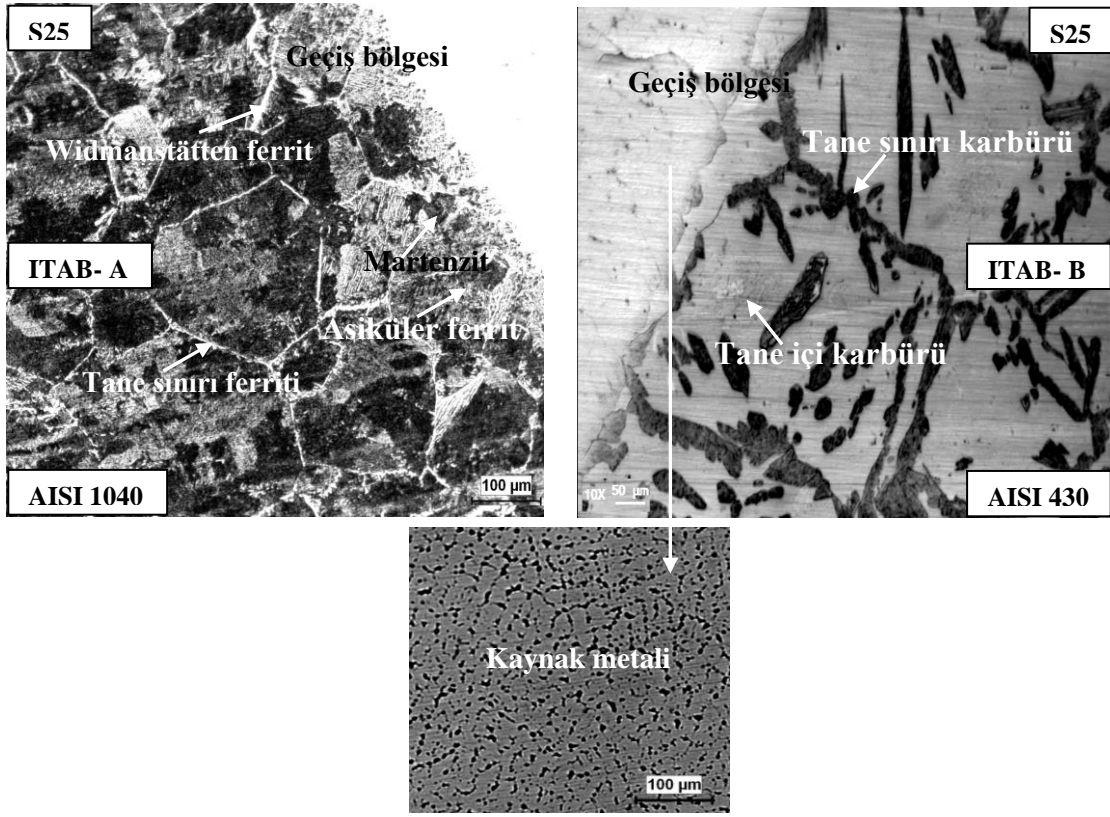 S25
Geçiş bölgesi
Widmanstätten ferrit
ITAB- A
Martenzit
Asiküler ferrit
Tane sınırı ferriti
AISI 1040
100 µm
S25
Geçiş bölgesi
Tane sınırı karbürü
ITAB- B
Tane içi karbürü
10X 50 µm
AISI 430
Kaynak metali
100 µm